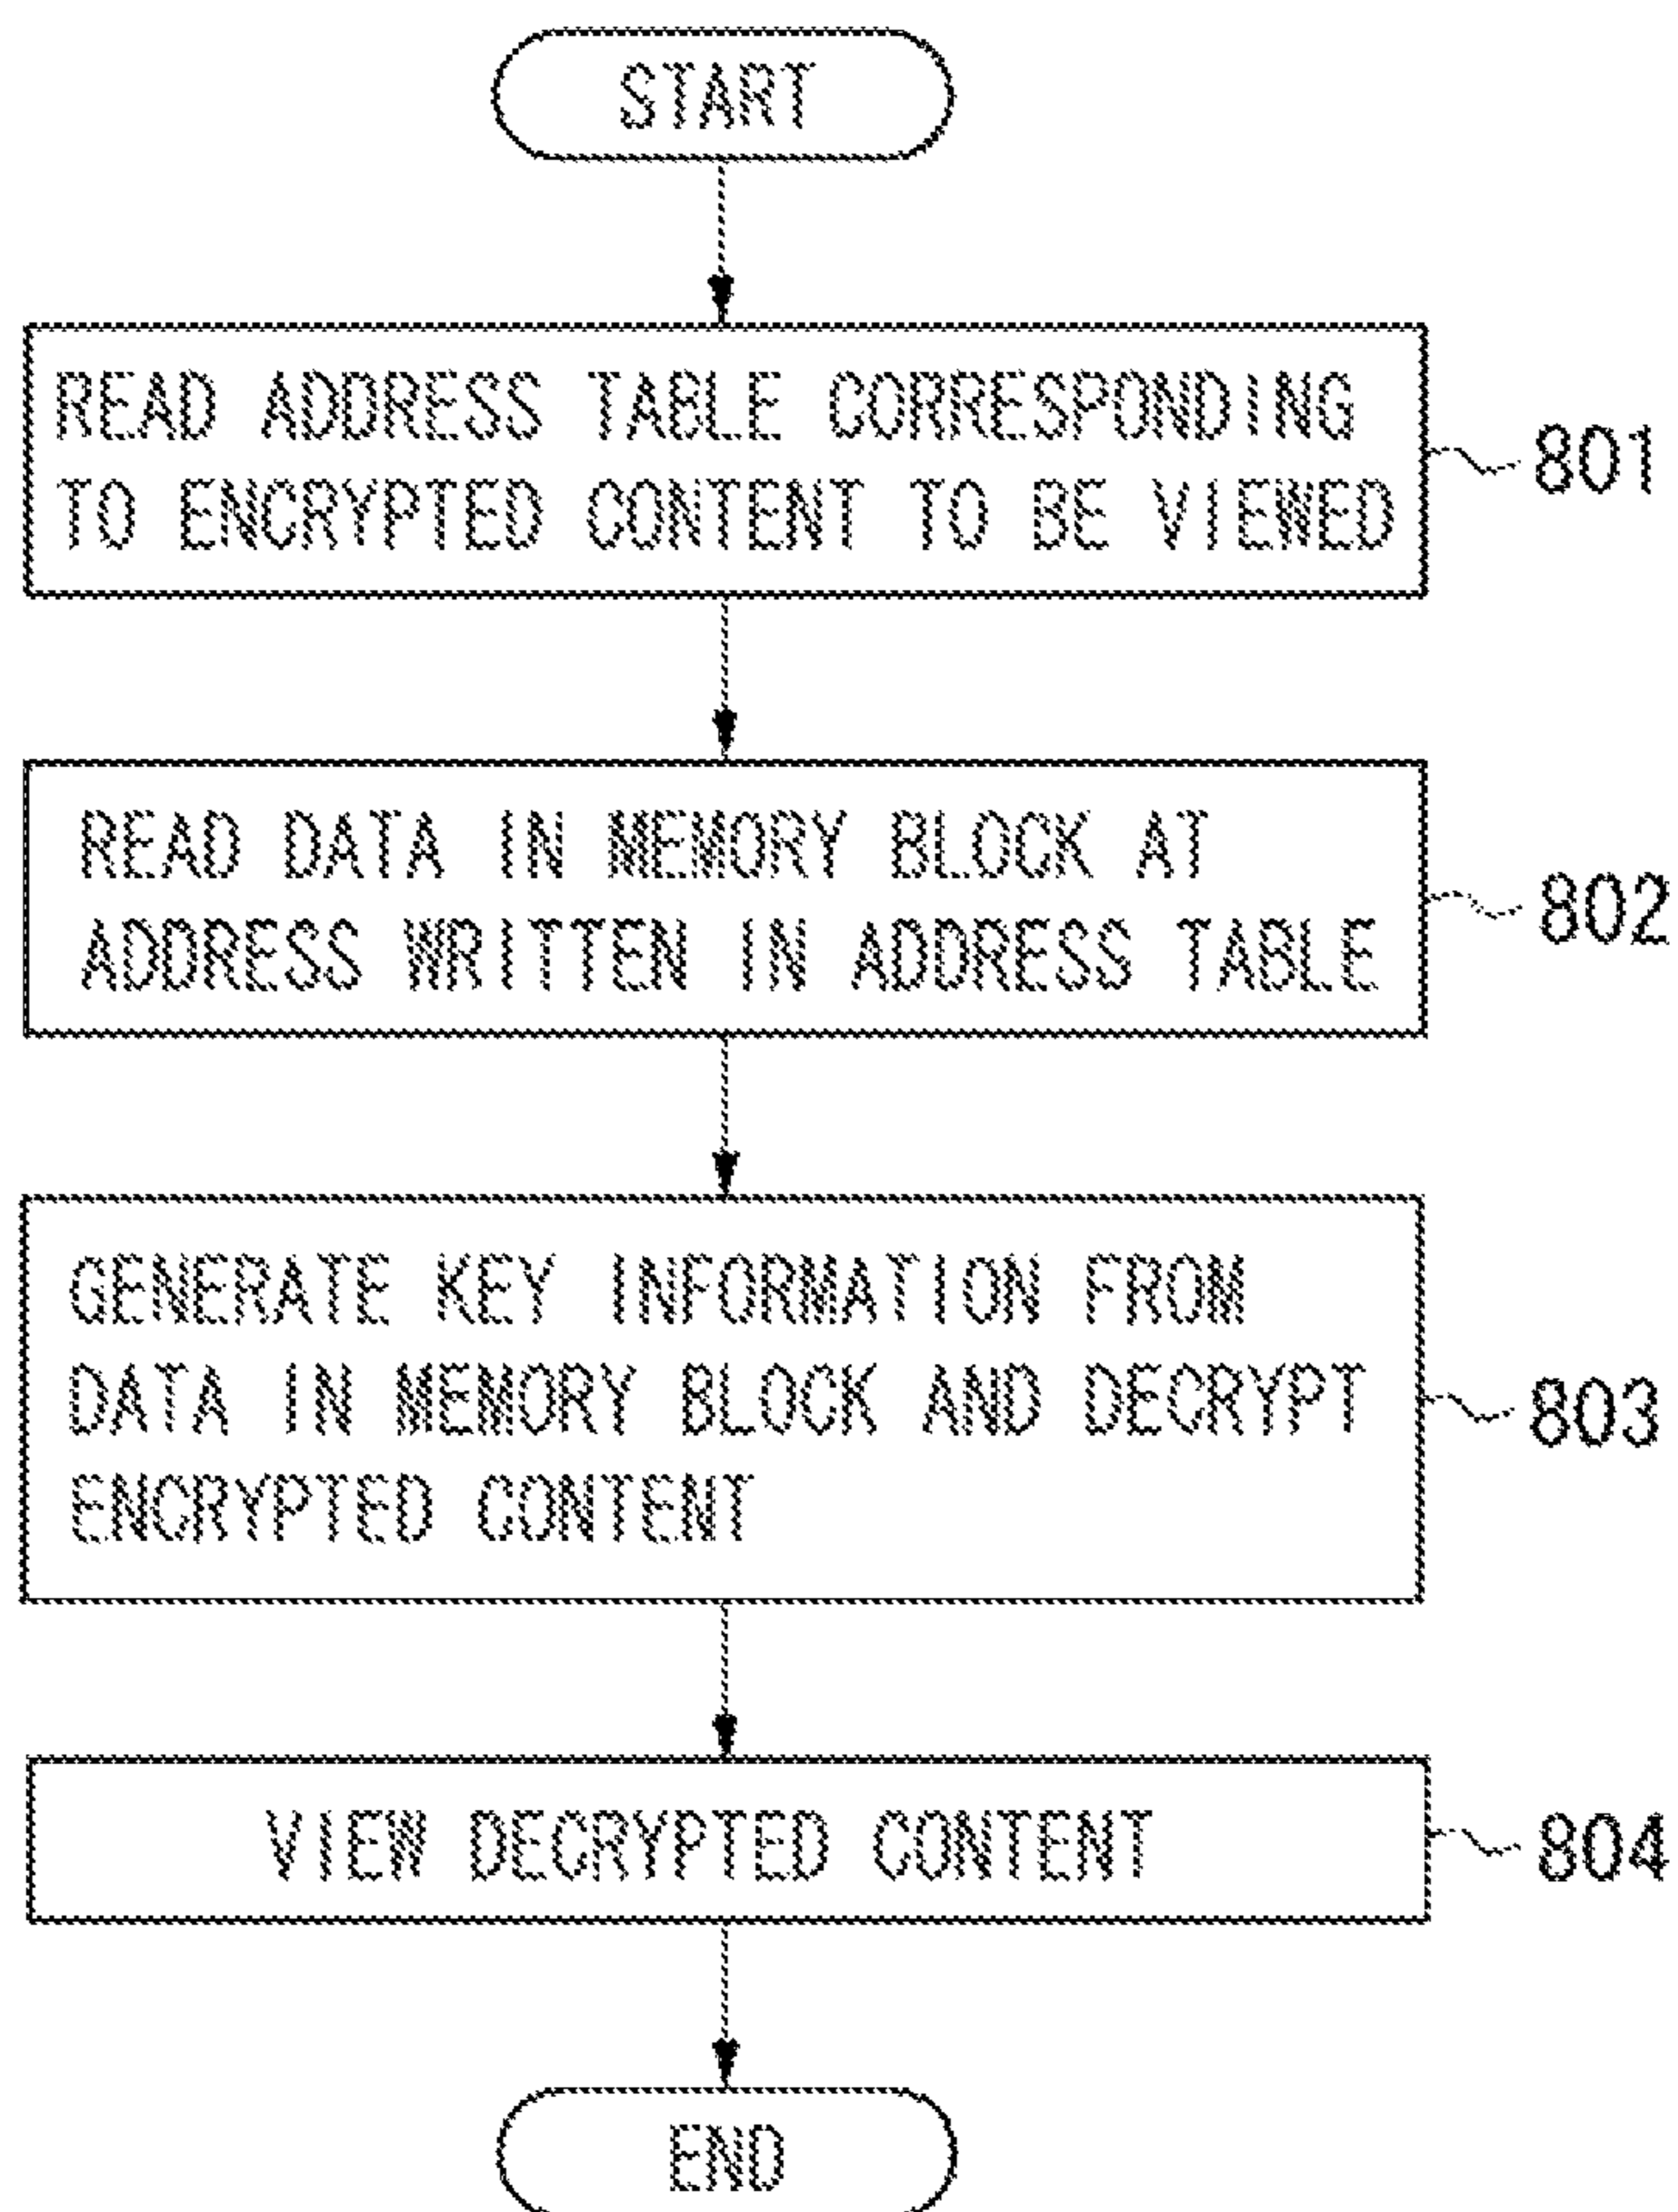 START
READ ADDRESS TABLE CORRESPONDING
TO ENCRYPTED CONTENT TO BE VIEWED
801
READ DATA IN MEMORY BLOCK AT
ADDRESS WRITTEN IN ADDRESS TABLE
802
GENERATE KEY INFORMATION FROM
DATA IN MEMORY BLOCK AND DECRYPT
ENCRYPTED CONTENT
803
VIEW DECRYPTED CONTENT
804
END